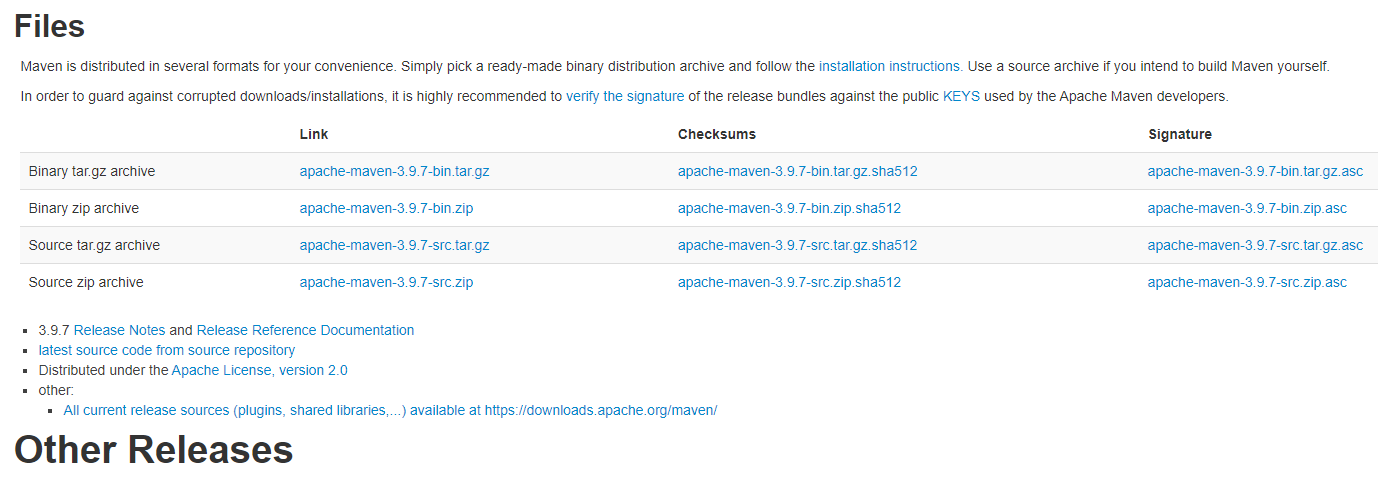 Files
Maven is distributed in several formats for your convenience. Simply pick a ready-made binary distribution archive and follow the installation instructions. Use a source archive if you intend to build Maven yourself.
In order to guard against corrupted downloads/installations, it is highly recommended to verify the signature of the release bundles against the public KEYS used by the Apache Maven developers.
Link Checksums Signature
Binary tar.gz archive apache-maven-3.9.7-bin.tar.gz apache-maven-3.9.7-bin.tar.gz.sha512 apache-maven-3.9.7-bin.tar.gz.asc
Binary zip archive apache-maven-3.9.7-bin.zip apache-maven-3.9.7-bin.zip.sha512 apache-maven-3.9.7-bin.zip.asc
Source tar.gz archive apache-maven-3.9.7-src.tar.gz apache-maven-3.9.7-src.tar.gz.sha512 apache-maven-3.9.7-src.tar.gz.asc
Source zip archive apache-maven-3.9.7-src.zip apache-maven-3.9.7-src.zip.sha512 apache-maven-3.9.7-src.zip.asc
▪ 3.9.7 Release Notes and Release Reference Documentation
▪ latest source code from source repository
▪ Distributed under the Apache License, version 2.0
▪ other:
▪ All current release sources (plugins, shared libraries,...) available at https://downloads.apache.org/maven/
Other Releases